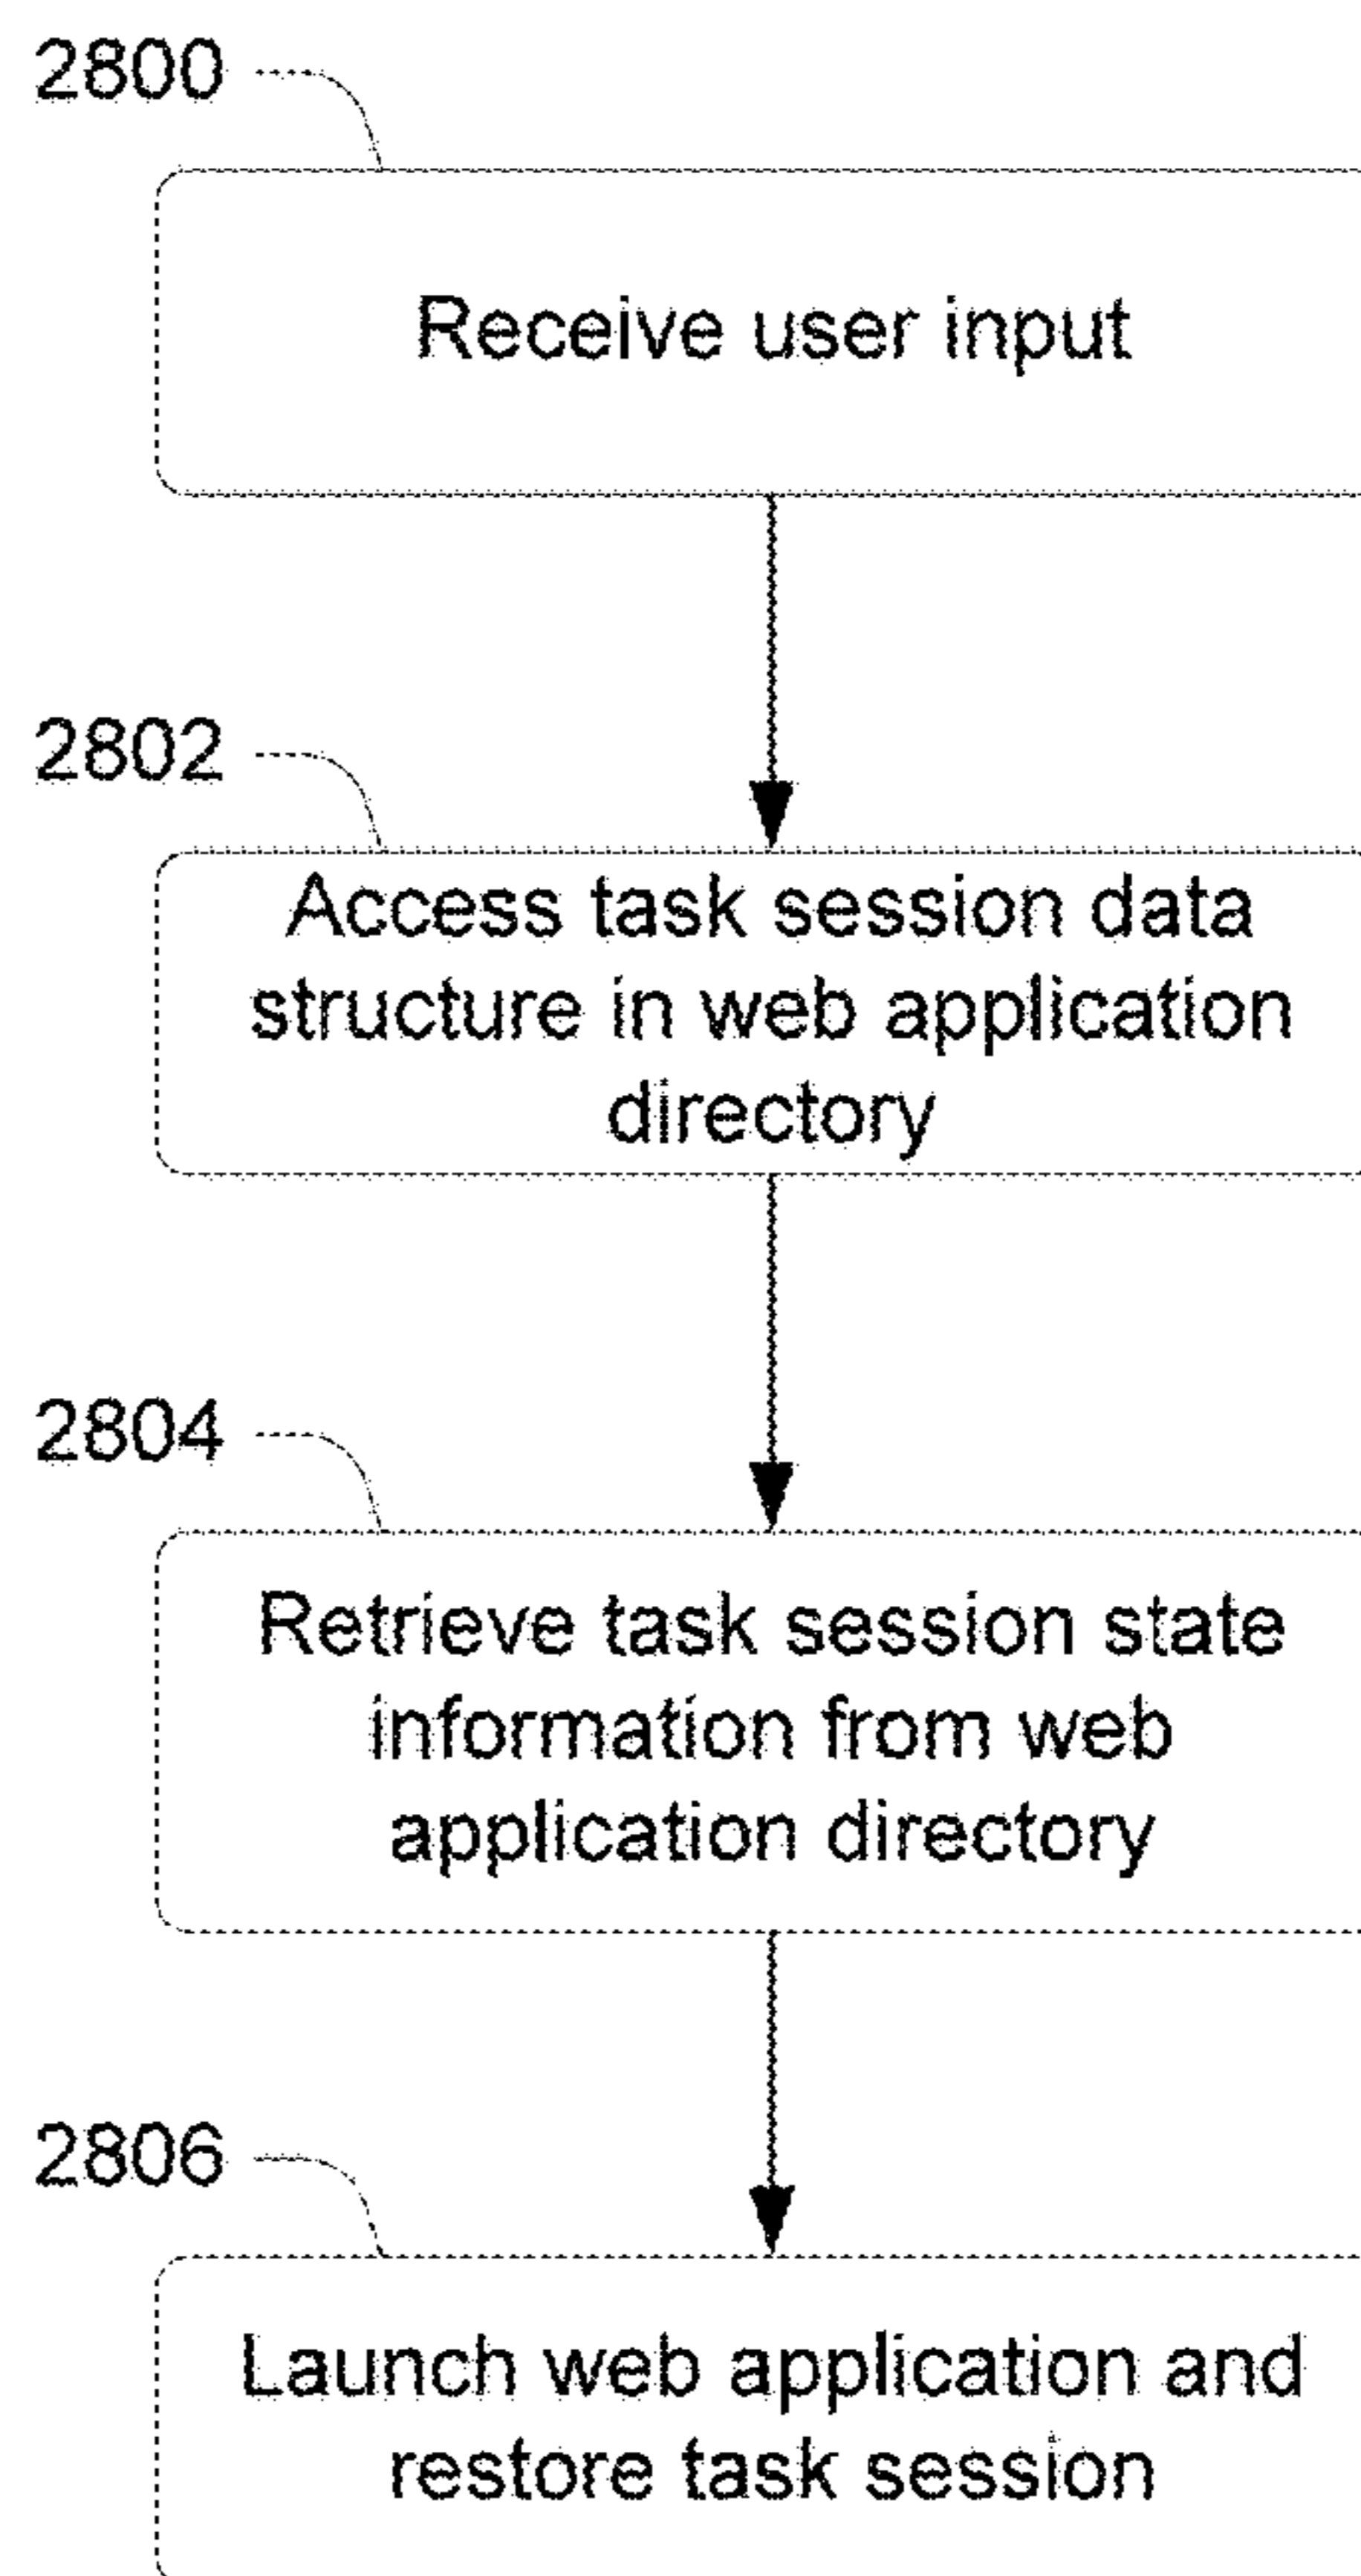 2800
Receive user input
2802
Access task session data
structure in web application
directory
2804
Retrieve task session state
information from web
application directory
2806
Launch web application and
restore task session